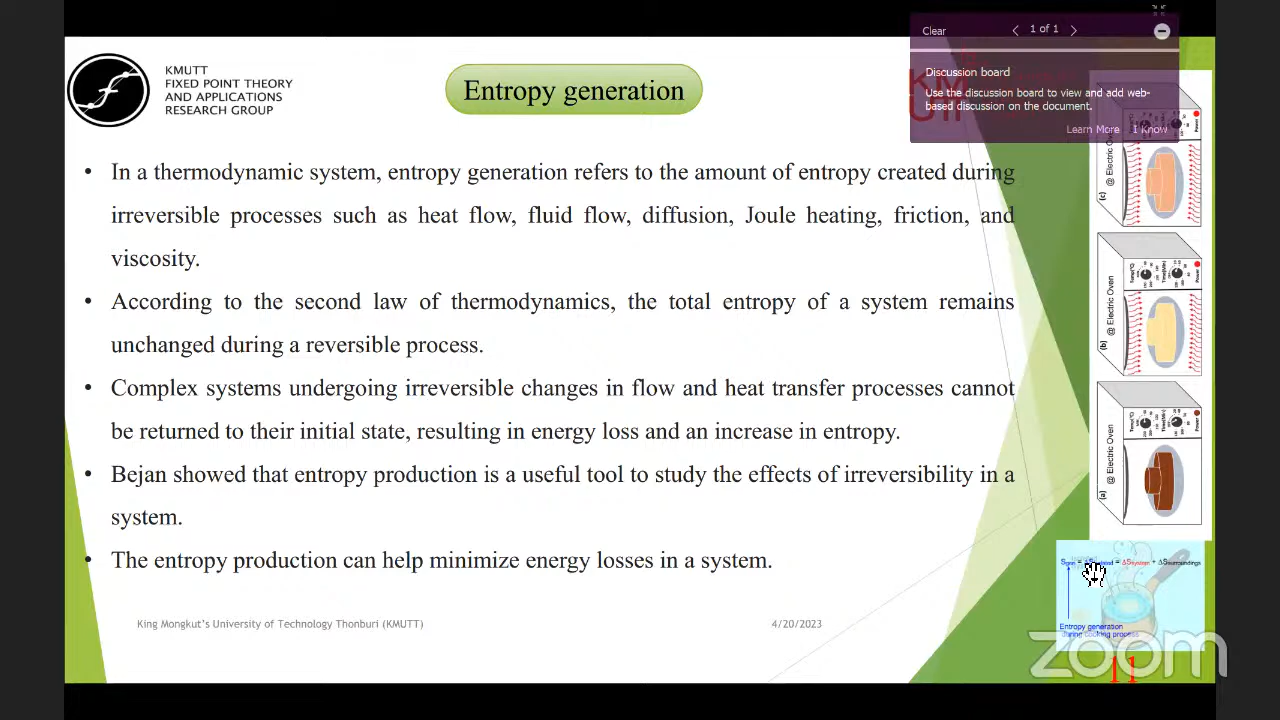 KMUTT
FIXED POINT THEORY
AND APPLICATIONS
RESEARCH GROUP
Entropy generation
Clear
1 of 1
Discussion board
Use the discussion board to view and add web-
based discussion on the document.
Learn More I Know
• In a thermodynamic system, entropy generation refers to the amount of entropy created during
irreversible processes such as heat flow, fluid flow, diffusion, Joule heating, friction, and
viscosity.
• According to the second law of thermodynamics, the total entropy of a system remains
unchanged during a reversible process.
• Complex systems undergoing irreversible changes in flow and heat transfer processes cannot
be returned to their initial state, resulting in energy loss and an increase in entropy.
• Bejan showed that entropy production is a useful tool to study the effects of irreversibility in a
system.
• The entropy production can help minimize energy losses in a system.
(c) @ Electric Oven
(b) @ Electric Oven
(a) @ Electric Oven
= ΔSsystem + ΔSsurroundings
Entropy generation
during cooking process
King Mongkut's University of Technology Thonburi (KMUTT)
4/20/2023
zoom
11